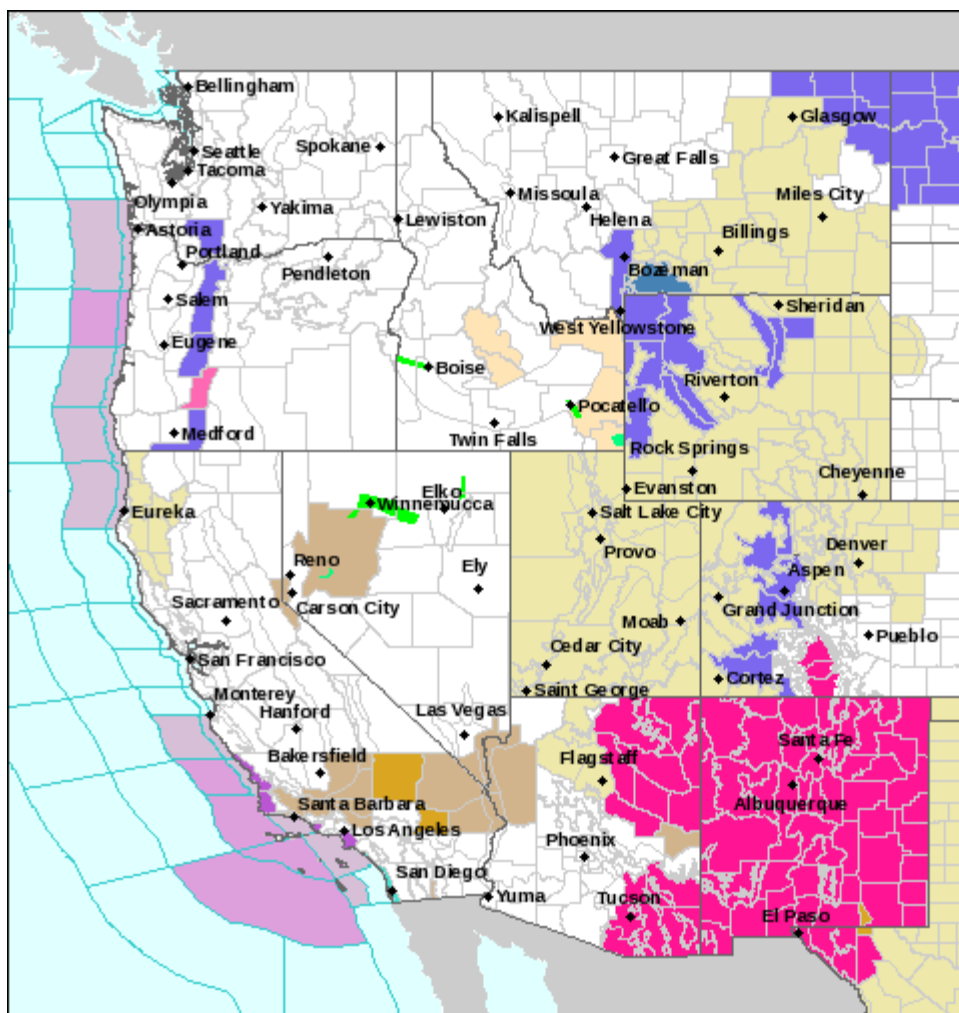 Bellingham
Kalispell
Glasgow
Seattle
Spokane
Great Falls
Tacoma
Missoula
Miles City
Olympia
Yakima
Lewiston
Helena
Astoria
Billings
Portland
Pendleton
Bozeman
Salem
Sheridan
West Yellowstone
Eugene
Boise
Riverton
Pocatello
Medford
Twin Falls
Rock Springs
Cheyenne
Elko
Evanston
Eureka
Winnemucca
Salt Lake City
Provo
Denver
Reno
Ely
Aspen
Sacramento
Carson City
Grand Junction
Moab
Pueblo
San Francisco
Cedar City
Cortez
Monterey
Saint George
Hanford
Las Vegas
Bakersfield
Flagstaff
Santa Fe
Santa Barbara
Albuquerque
Los Angeles
Phoenix
San Diego
Yuma
Tucson
El Paso